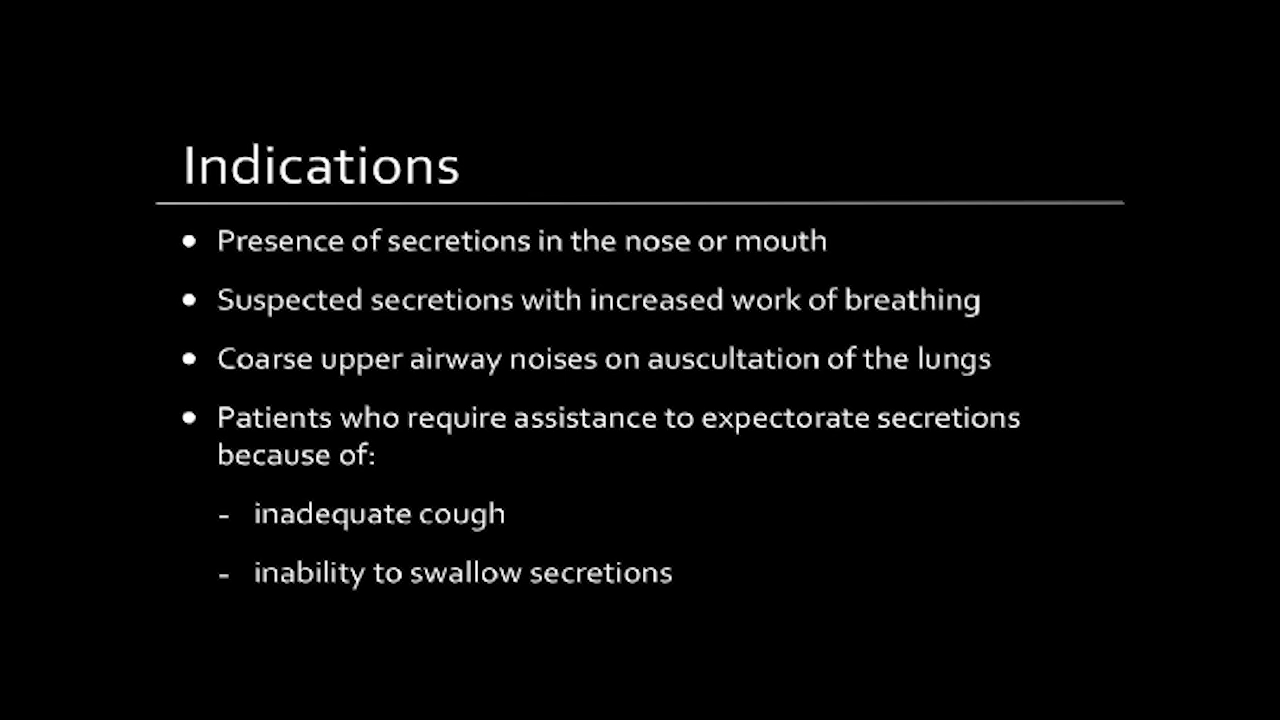 Indications
• Presence of secretions in the nose or mouth
• Suspected secretions with increased work of breathing
• Coarse upper airway noises on auscultation of the lungs
• Patients who require assistance to expectorate secretions
because of:
- inadequate cough
- inability to swallow secretions